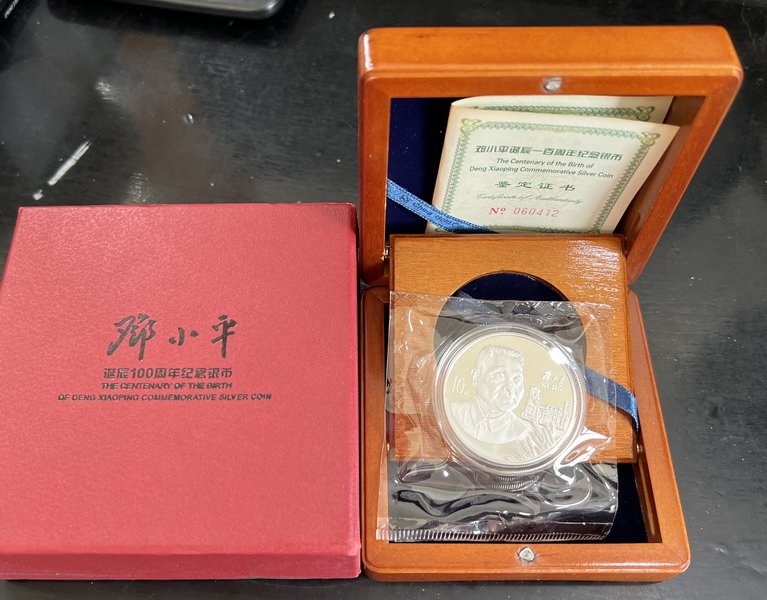 邓小平
诞辰100周年纪念银币
THE CENTENARY OF THE BIRTH
OF DENG XIAOPING COMMEMORATIVE SILVER COIN
邓小平诞辰一百周年纪念银币
The Centenary of the Birth of
Deng Xiaoping Commemorative Silver Coin
鉴定证书
Certificate of Authenticity
Nº 060412
10